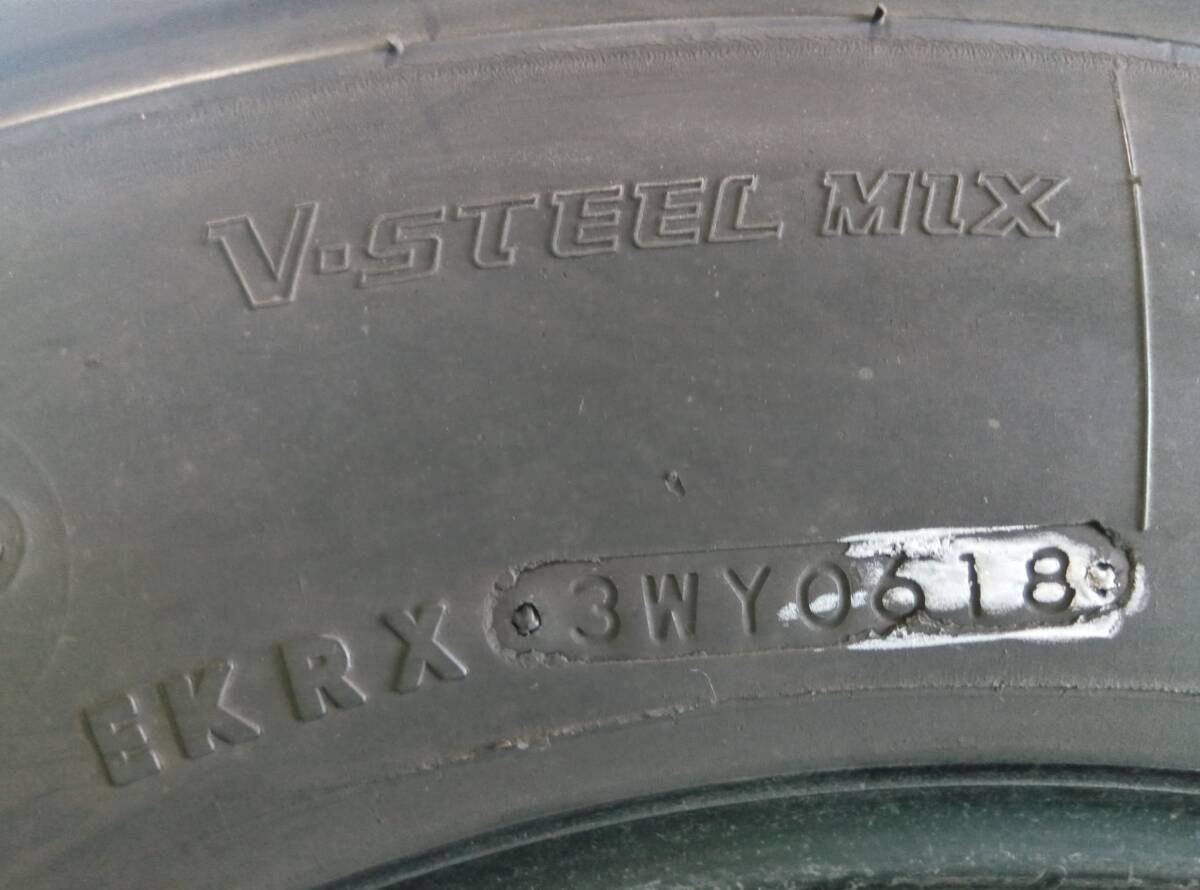 V·STEEL MIX
EKRX 3WY0618